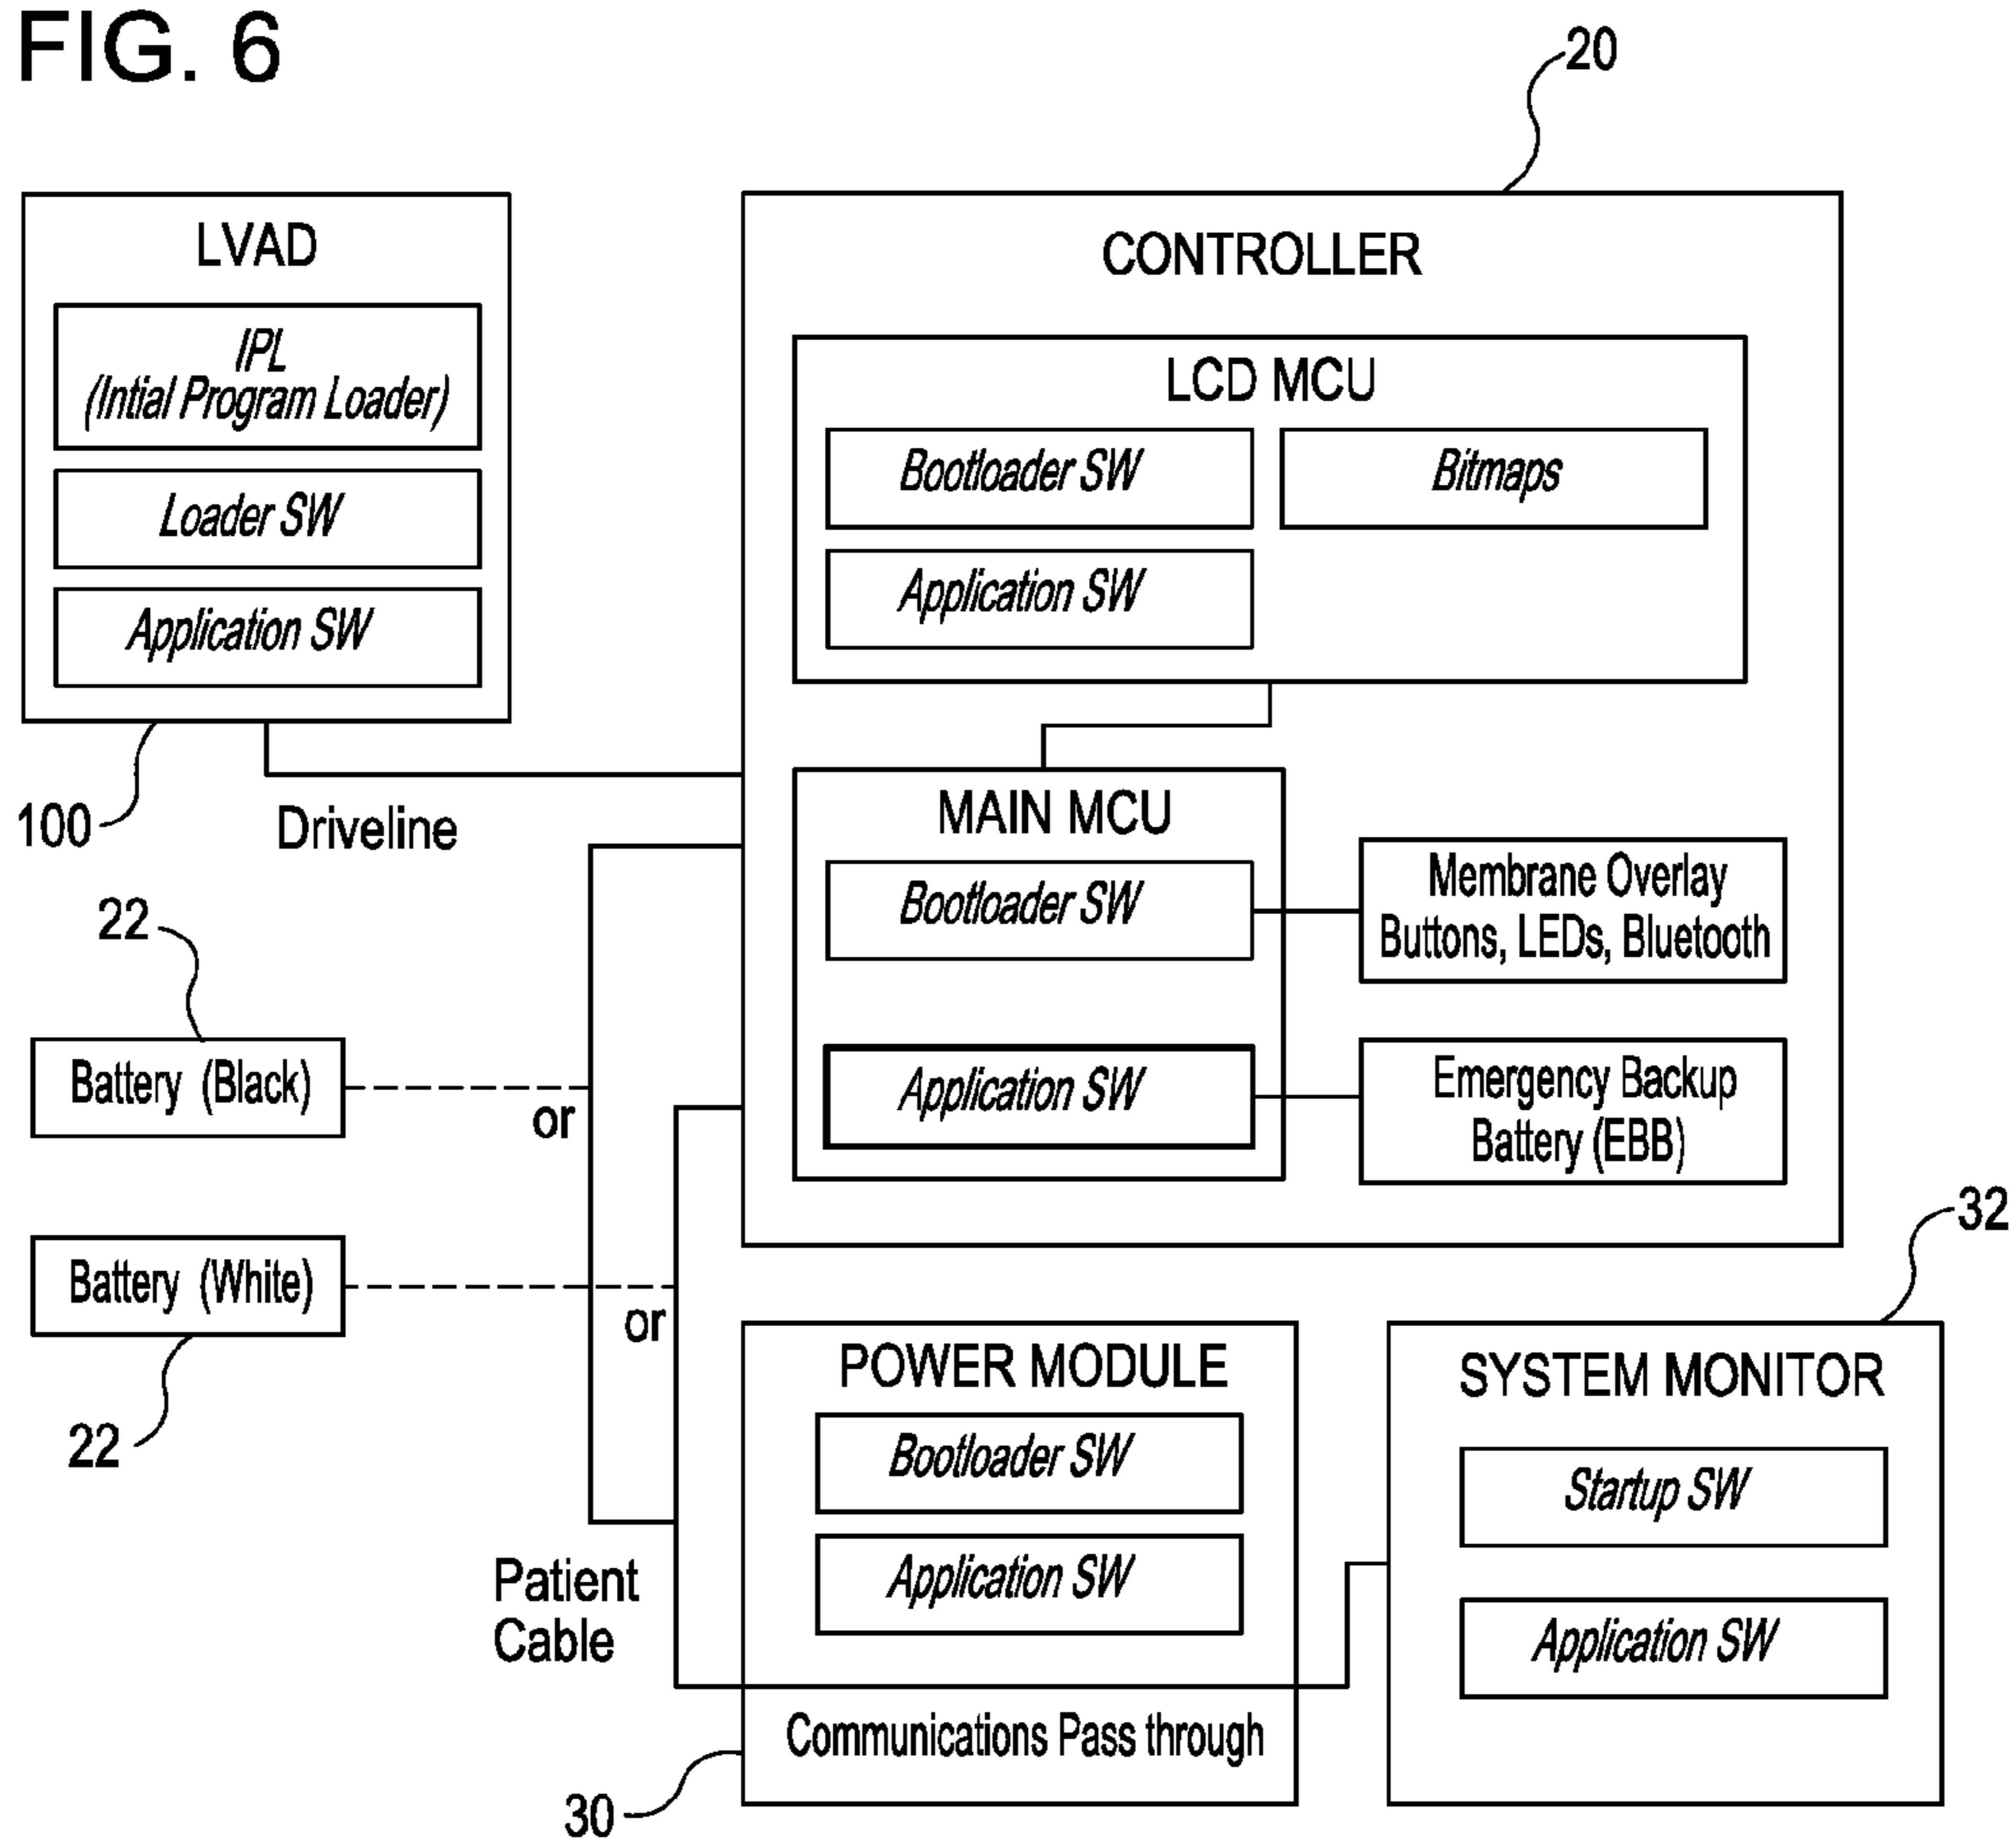 FIG. 6
20
LVAD
IPL
(Intial Program Loader)
Loader SW
Application SW
100
Driveline
CONTROLLER
LCD MCU
Bootloader SW
Bitmaps
Application SW
MAIN MCU
Bootloader SW
Membrane Overlay
Buttons, LEDs, Bluetooth
Application SW
Emergency Backup
Battery (EBB)
22
Battery (Black)
or
Battery (White)
or
22
Patient
Cable
POWER MODULE
Bootloader SW
Application SW
Communications Pass through
30
32
SYSTEM MONITOR
Startup SW
Application SW